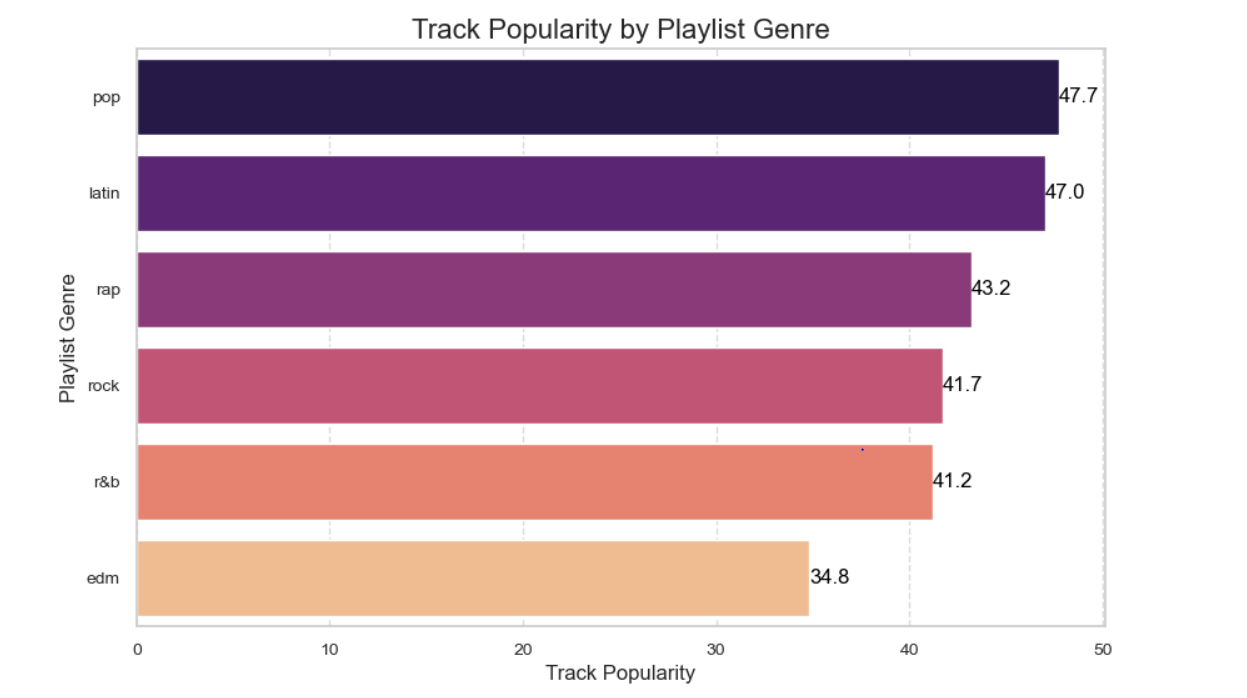 Track Popularity by Playlist Genre
pop
47.7
latin
47.0
rap
43.2
rock
41.7
r&b
41.2
edm
34.8
Playlist Genre
0 10 20 30 40 50
Track Popularity